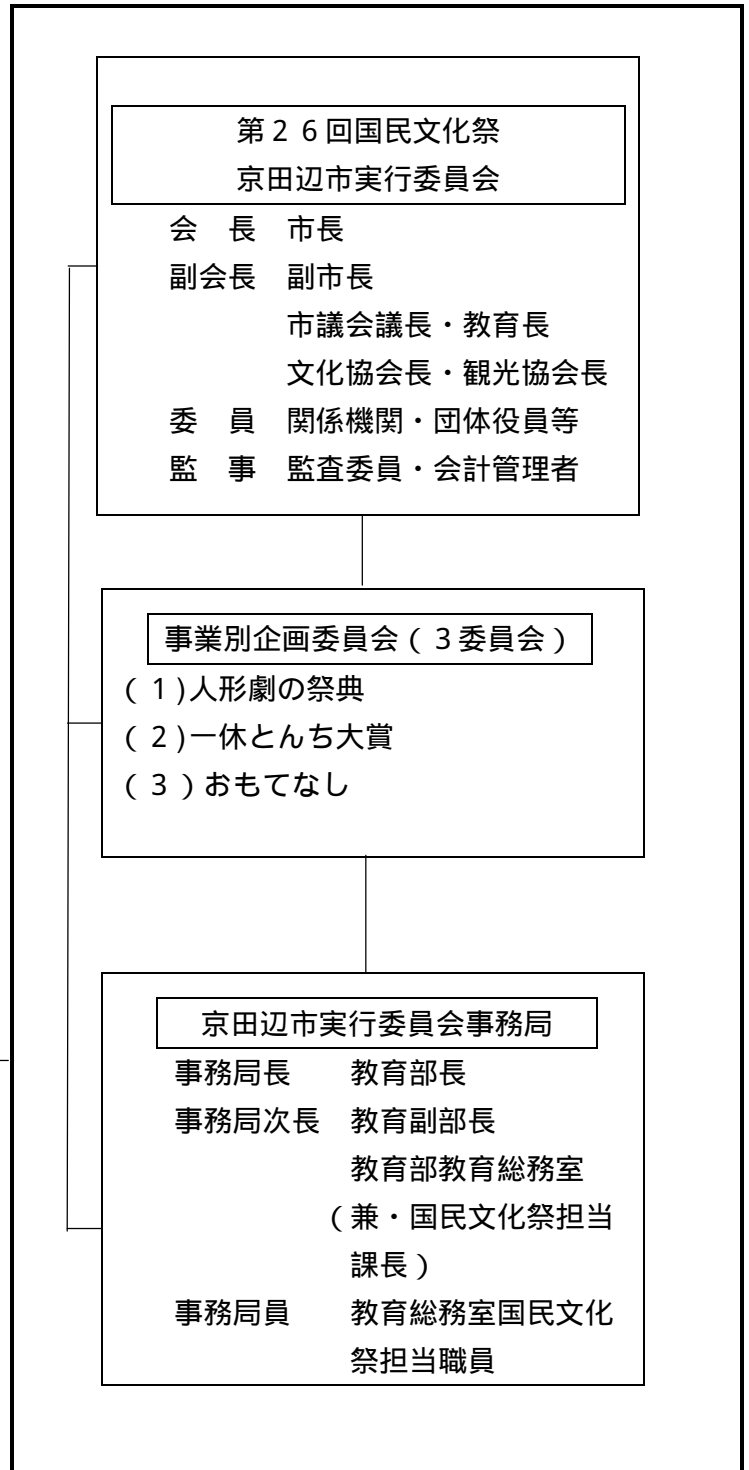 第２６回国民文化祭
京田辺市実行委員会
会　長　市長
副会長　副市長
市議会議長・教育長
文化協会長・観光協会長
委　員　関係機関・団体役員等
監　事　監査委員・会計管理者
事業別企画委員会（３委員会）
(１)人形劇の祭典
(２)一休とんち大賞
(３）おもてなし
京田辺市実行委員会事務局
事務局長　　教育部長
事務局次長　教育副部長
教育部教育総務室
（兼・国民文化祭担当
課長）
事務局員　　教育総務室国民文化
祭担当職員